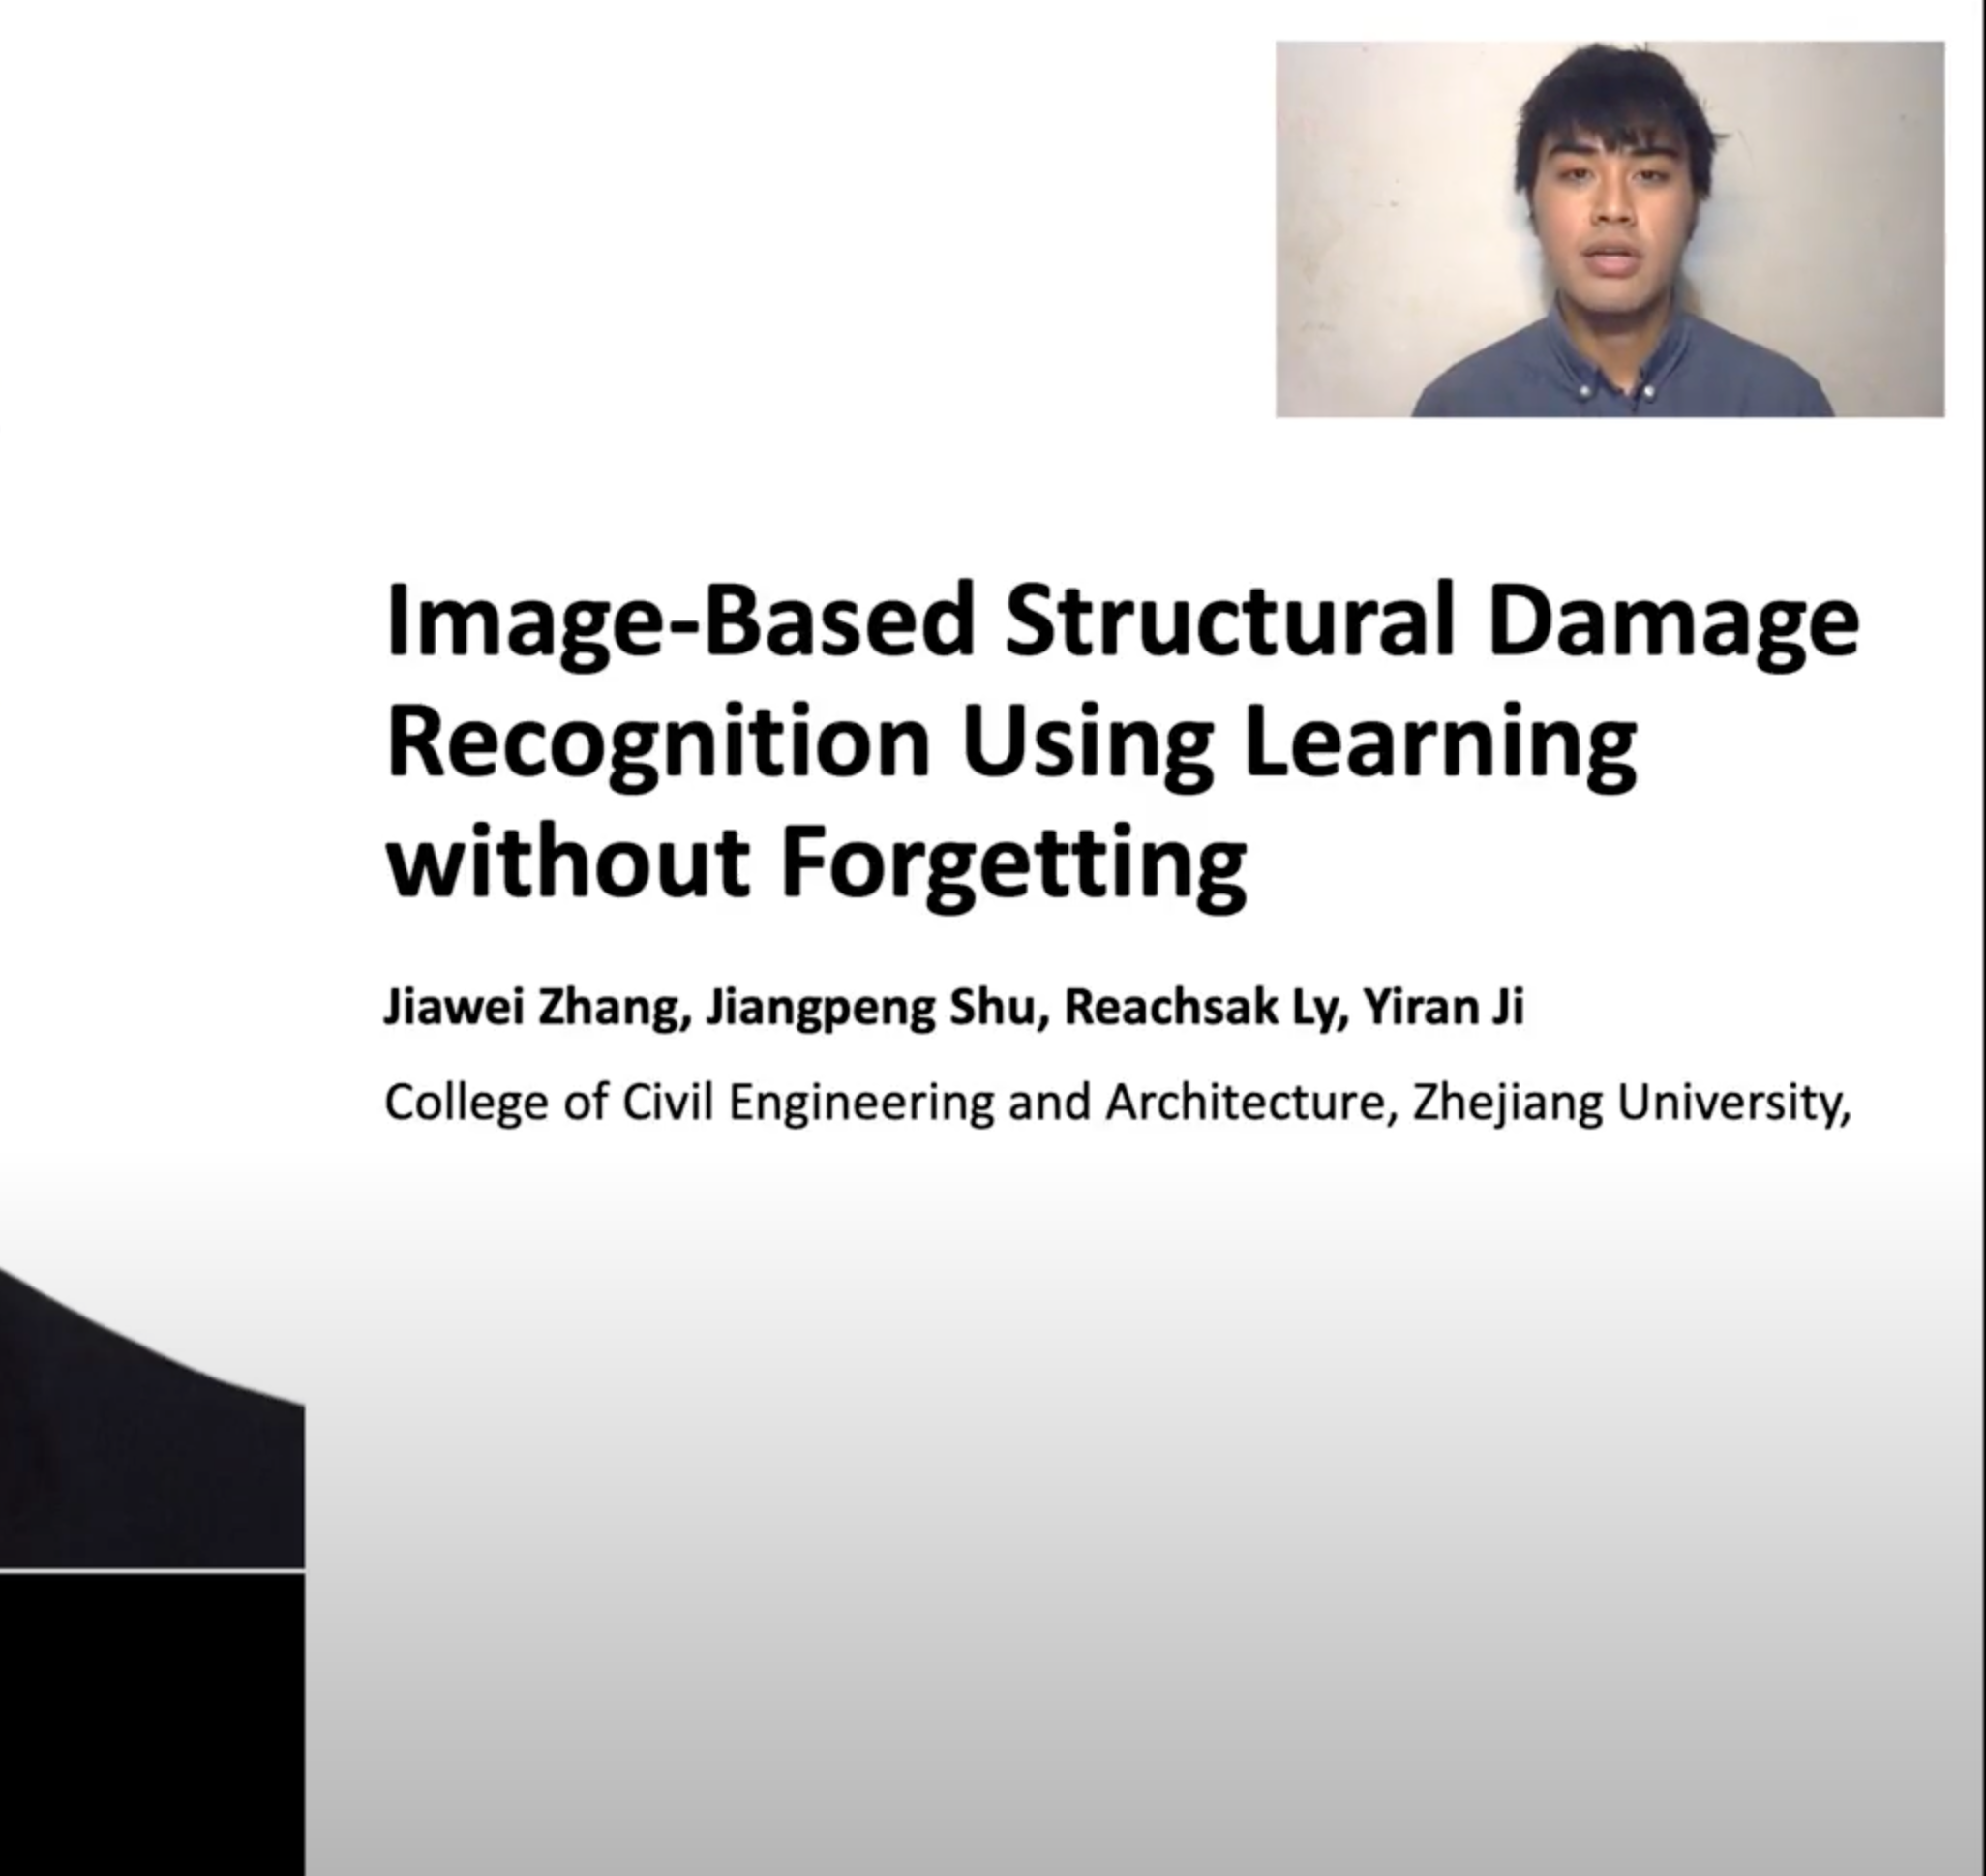 Image-Based Structural Damage
Recognition Using Learning
without Forgetting
Jiawei Zhang, Jiangpeng Shu, Reachsak Ly, Yiran Ji
College of Civil Engineering and Architecture, Zhejiang University,